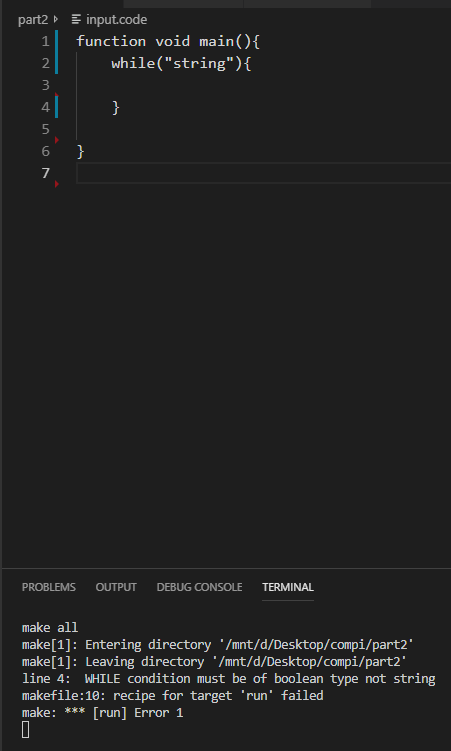 part2 input.code
1 function void main(){
2 while("string"){
3
4 }
5
6 }
7
PROBLEMS OUTPUT DEBUG CONSOLE TERMINAL
make all
make[1]: Entering directory '/mnt/d/Desktop/compi/part2'
make[1]: Leaving directory '/mnt/d/Desktop/compi/part2'
line 4:  WHILE condition must be of boolean type not string
makefile:10: recipe for target 'run' failed
make: *** [run] Error 1